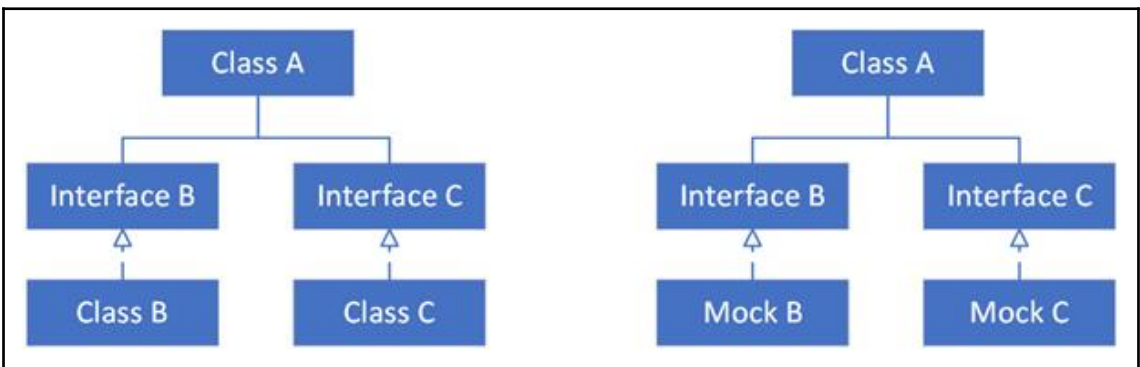 Class A
Class A
Interface B
Interface C
Interface B
Interface C
Class B
Class C
Mock B
Mock C